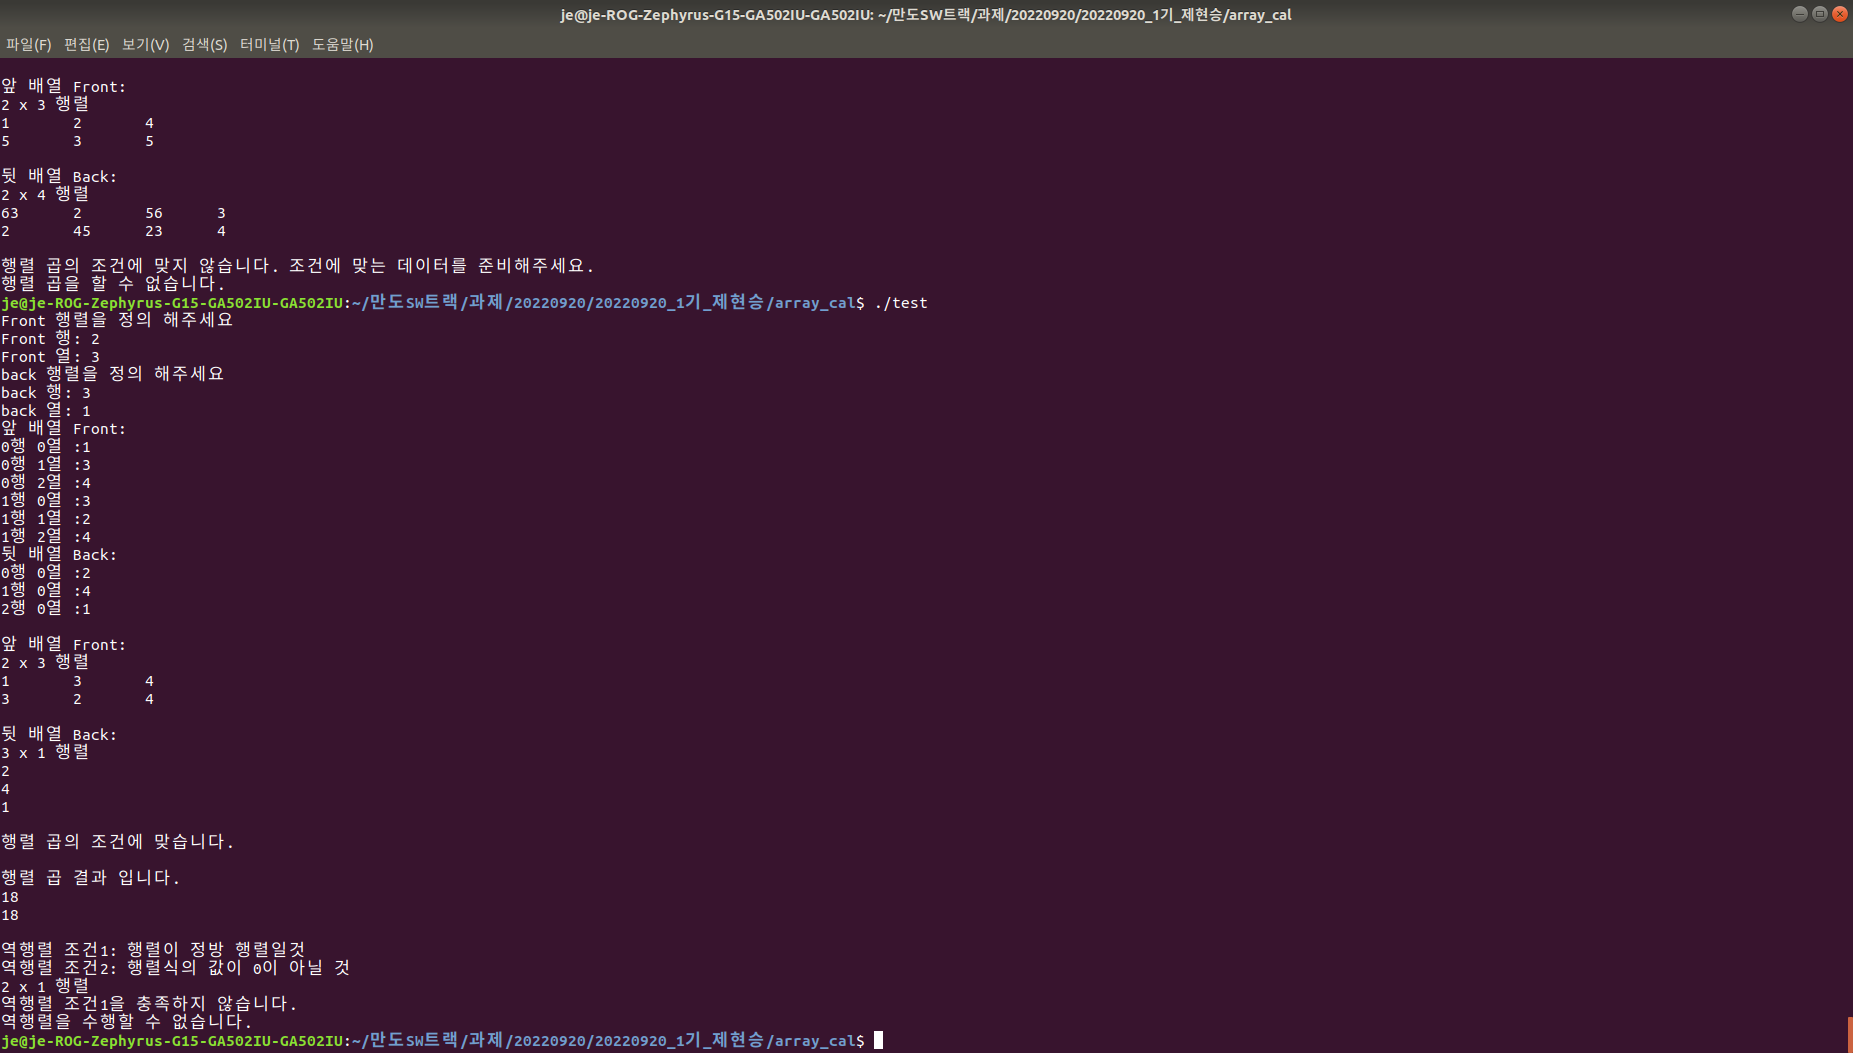 je@je-ROG-Zephyrus-G15-GA502IU-GA502IU: ~/만도SW트랙/과제/20220920/20220920_1기_제현승/array_cal
파일(F) 편집(E) 보기(V) 검색(S) 터미널(T) 도움말(H)
앞 배열 Front:
2 x 3 행렬
1 2 4
5 3 5
뒷 배열 Back:
2 x 4 행렬
63 2 56 3
2 45 23 4
행렬 곱의 조건에 맞지 않습니다. 조건에 맞는 데이터를 준비해주세요.
행렬 곱을 할 수 없습니다.
je@je-ROG-Zephyrus-G15-GA502IU-GA502IU:~/만도SW트랙/과제/20220920/20220920_1기_제현승/array_cal$ ./test
Front 행렬을 정의 해주세요
Front 행: 2
Front 열: 3
back 행렬을 정의 해주세요
back 행: 3
back 열: 1
앞 배열 Front:
0행 0열 :1
0행 1열 :3
0행 2열 :4
1행 0열 :3
1행 1열 :2
1행 2열 :4
뒷 배열 Back:
0행 0열 :2
1행 0열 :4
2행 0열 :1
앞 배열 Front:
2 x 3 행렬
1 3 4
3 2 4
뒷 배열 Back:
3 x 1 행렬
2
4
1
행렬 곱의 조건에 맞습니다.
행렬 곱 결과 입니다.
18
18
역행렬 조건1: 행렬이 정방 행렬일것
역행렬 조건2: 행렬식의 값이 0이 아닐 것
2 x 1 행렬
역행렬 조건1을 충족하지 않습니다.
역행렬을 수행할 수 없습니다.
je@je-ROG-Zephyrus-G15-GA502IU-GA502IU:~/만도SW트랙/과제/20220920/20220920_1기_제현승/array_cal$